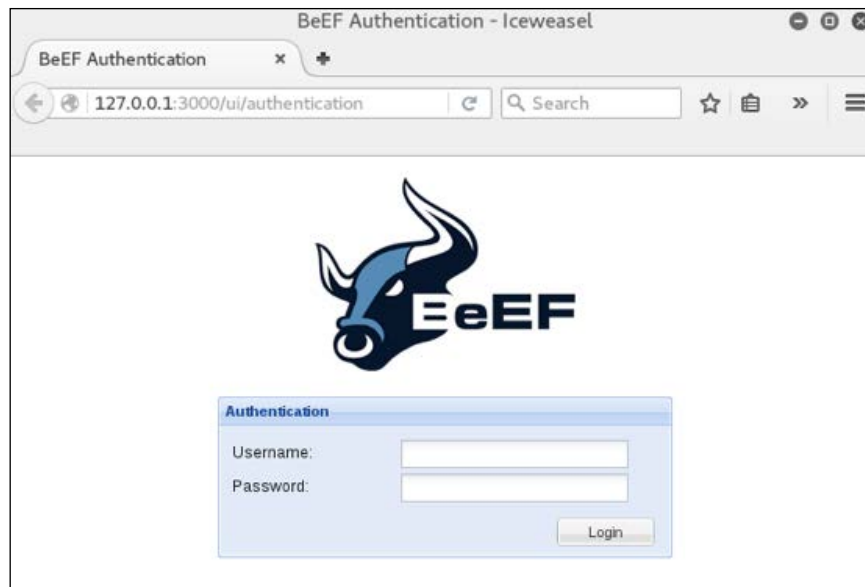 BeEF Authentication - Iceweasel
BeEF Authentication
127.0.0.1:3000/ui/authentication
Search
BeEF
Authentication
Username:
Password:
Login